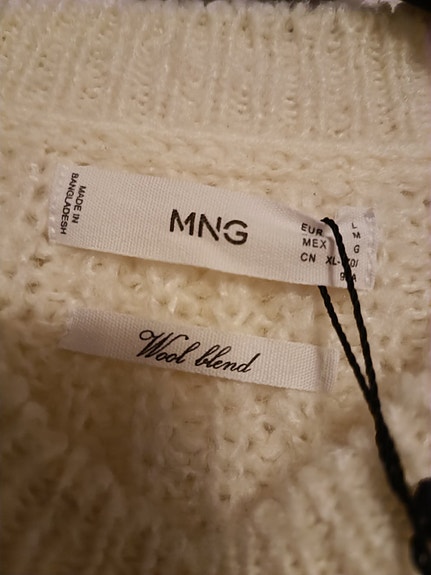 MADE IN
BANGLADESH
MNG
EUR L
MEX M
CN XL
Wool blend